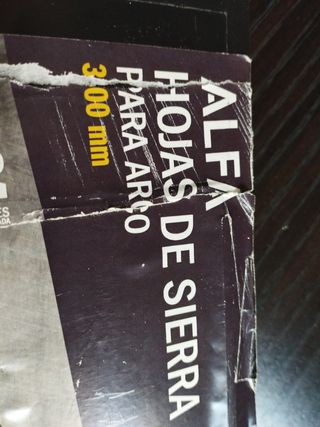 ALFA
HOJAS DE SIERRA
PARA ARCO
300 mm